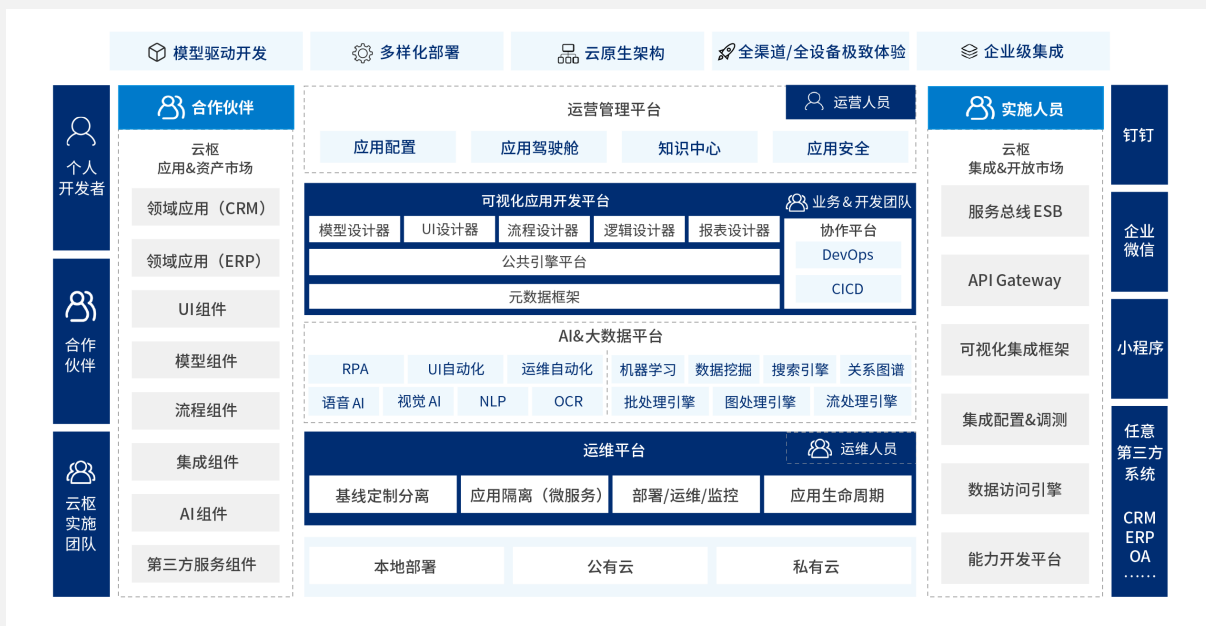 模型驱动开发
多样化部署
云原生架构
全渠道/全设备极致体验
企业级集成
个人
开发者
合作
伙伴
云枢
实施
团队
合作伙伴
云枢
应用&资产市场
领域应用（CRM）
领域应用（ERP）
UI组件
模型组件
流程组件
集成组件
AI组件
第三方服务组件
运营管理平台
运营人员
应用配置
应用驾驶舱
知识中心
应用安全
可视化应用开发平台
业务＆开发团队
模型设计器
UI设计器
流程设计器
逻辑设计器
报表设计器
公共引擎平台
元数据框架
协作平台
DevOps
CICD
AI&大数据平台
RPA
UI自动化
运维自动化
机器学习
数据挖掘
搜索引擎
关系图谱
语音 AI
视觉 AI
NLP
OCR
批处理引擎
图处理引擎
流处理引擎
运维平台
运维人员
基线定制分离
应用隔离（微服务）
部署/运维/监控
应用生命周期
本地部署
公有云
私有云
实施人员
云枢
集成&开放市场
服务总线 ESB
API Gateway
可视化集成框架
集成配置&调测
数据访问引擎
能力开发平台
钉钉
企业
微信
小程序
任意
第三方
系统
CRM
ERP
OA
······